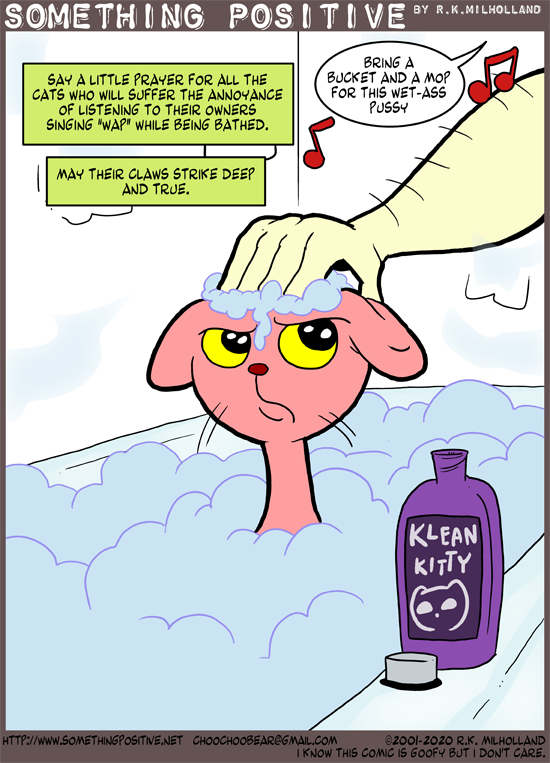 SOMETHING POSITIVE BY R.K.MILHOLLAND
SAY A LITTLE PRAYER FOR ALL THE
CATS WHO WILL SUFFER THE ANNOYANCE
OF LISTENING TO THEIR OWNERS
SINGING "WAP" WHILE BEING BATHED.
MAY THEIR CLAWS STRIKE DEEP
AND TRUE.
BRING A
BUCKET AND A MOP
FOR THIS WET-ASS
PUSSY
KLEAN
KITTY
HTTP://WWW.SOMETHINGPOSITIVE.NET CHOOCHOOBEAR@GMAIL.COM ©2001-2020 R.K. MILHOLLAND
I KNOW THIS COMIC IS GOOFY BUT I DON'T CARE.